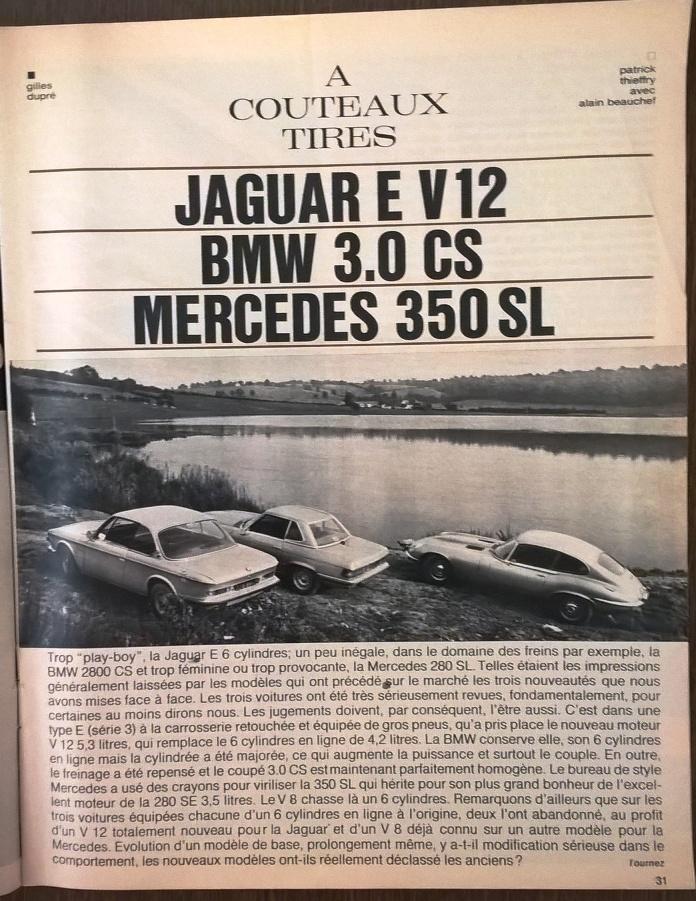 ■
gilles
dupré
□
patrick
thieffry
avec
alain beauchef
A
COUTEAUX
TIRES
JAGUAR E V12
BMW 3.0 CS
MERCEDES 350 SL
Trop "play-boy", la Jaguar E 6 cylindres; un peu inégale, dans le domaine des freins par exemple, la
BMW 2800 CS et trop féminine ou trop provocante, la Mercedes 280 SL. Telles étaient les impressions
généralement laissées par les modèles qui ont précédé sur le marché les trois nouveautés que nous
avons mises face à face. Les trois voitures ont été très sérieusement revues, fondamentalement, pour
certaines au moins dirons nous. Les jugements doivent, par conséquent, l'être aussi. C'est dans une
type E (série 3) à la carrosserie retouchée et équipée de gros pneus, qu'a pris place le nouveau moteur
V 12 5,3 litres, qui remplace le 6 cylindres en ligne de 4,2 litres. La BMW conserve elle, son 6 cylindres
en ligne mais la cylindrée a été majorée, ce qui augmente la puissance et surtout le couple. En outre,
le freinage a été repensé et le coupé 3.0 CS est maintenant parfaitement homogène. Le bureau de style
Mercedes a usé des crayons pour viriliser la 350 SL qui hérite pour son plus grand bonheur de l'excel-
lent moteur de la 280 SE 3,5 litres. Le V 8 chasse là un 6 cylindres. Remarquons d'ailleurs que sur les
trois voitures équipées chacune d'un 6 cylindres en ligne à l'origine, deux l'ont abandonné, au profit
d'un V 12 totalement nouveau pour la Jaguar et d'un V 8 déjà connu sur un autre modèle pour la
Mercedes. Evolution d'un modèle de base, prolongement même, y a-t-il modification sérieuse dans le
comportement, les nouveaux modèles ont-ils réellement déclassé les anciens ?
Tournez
31